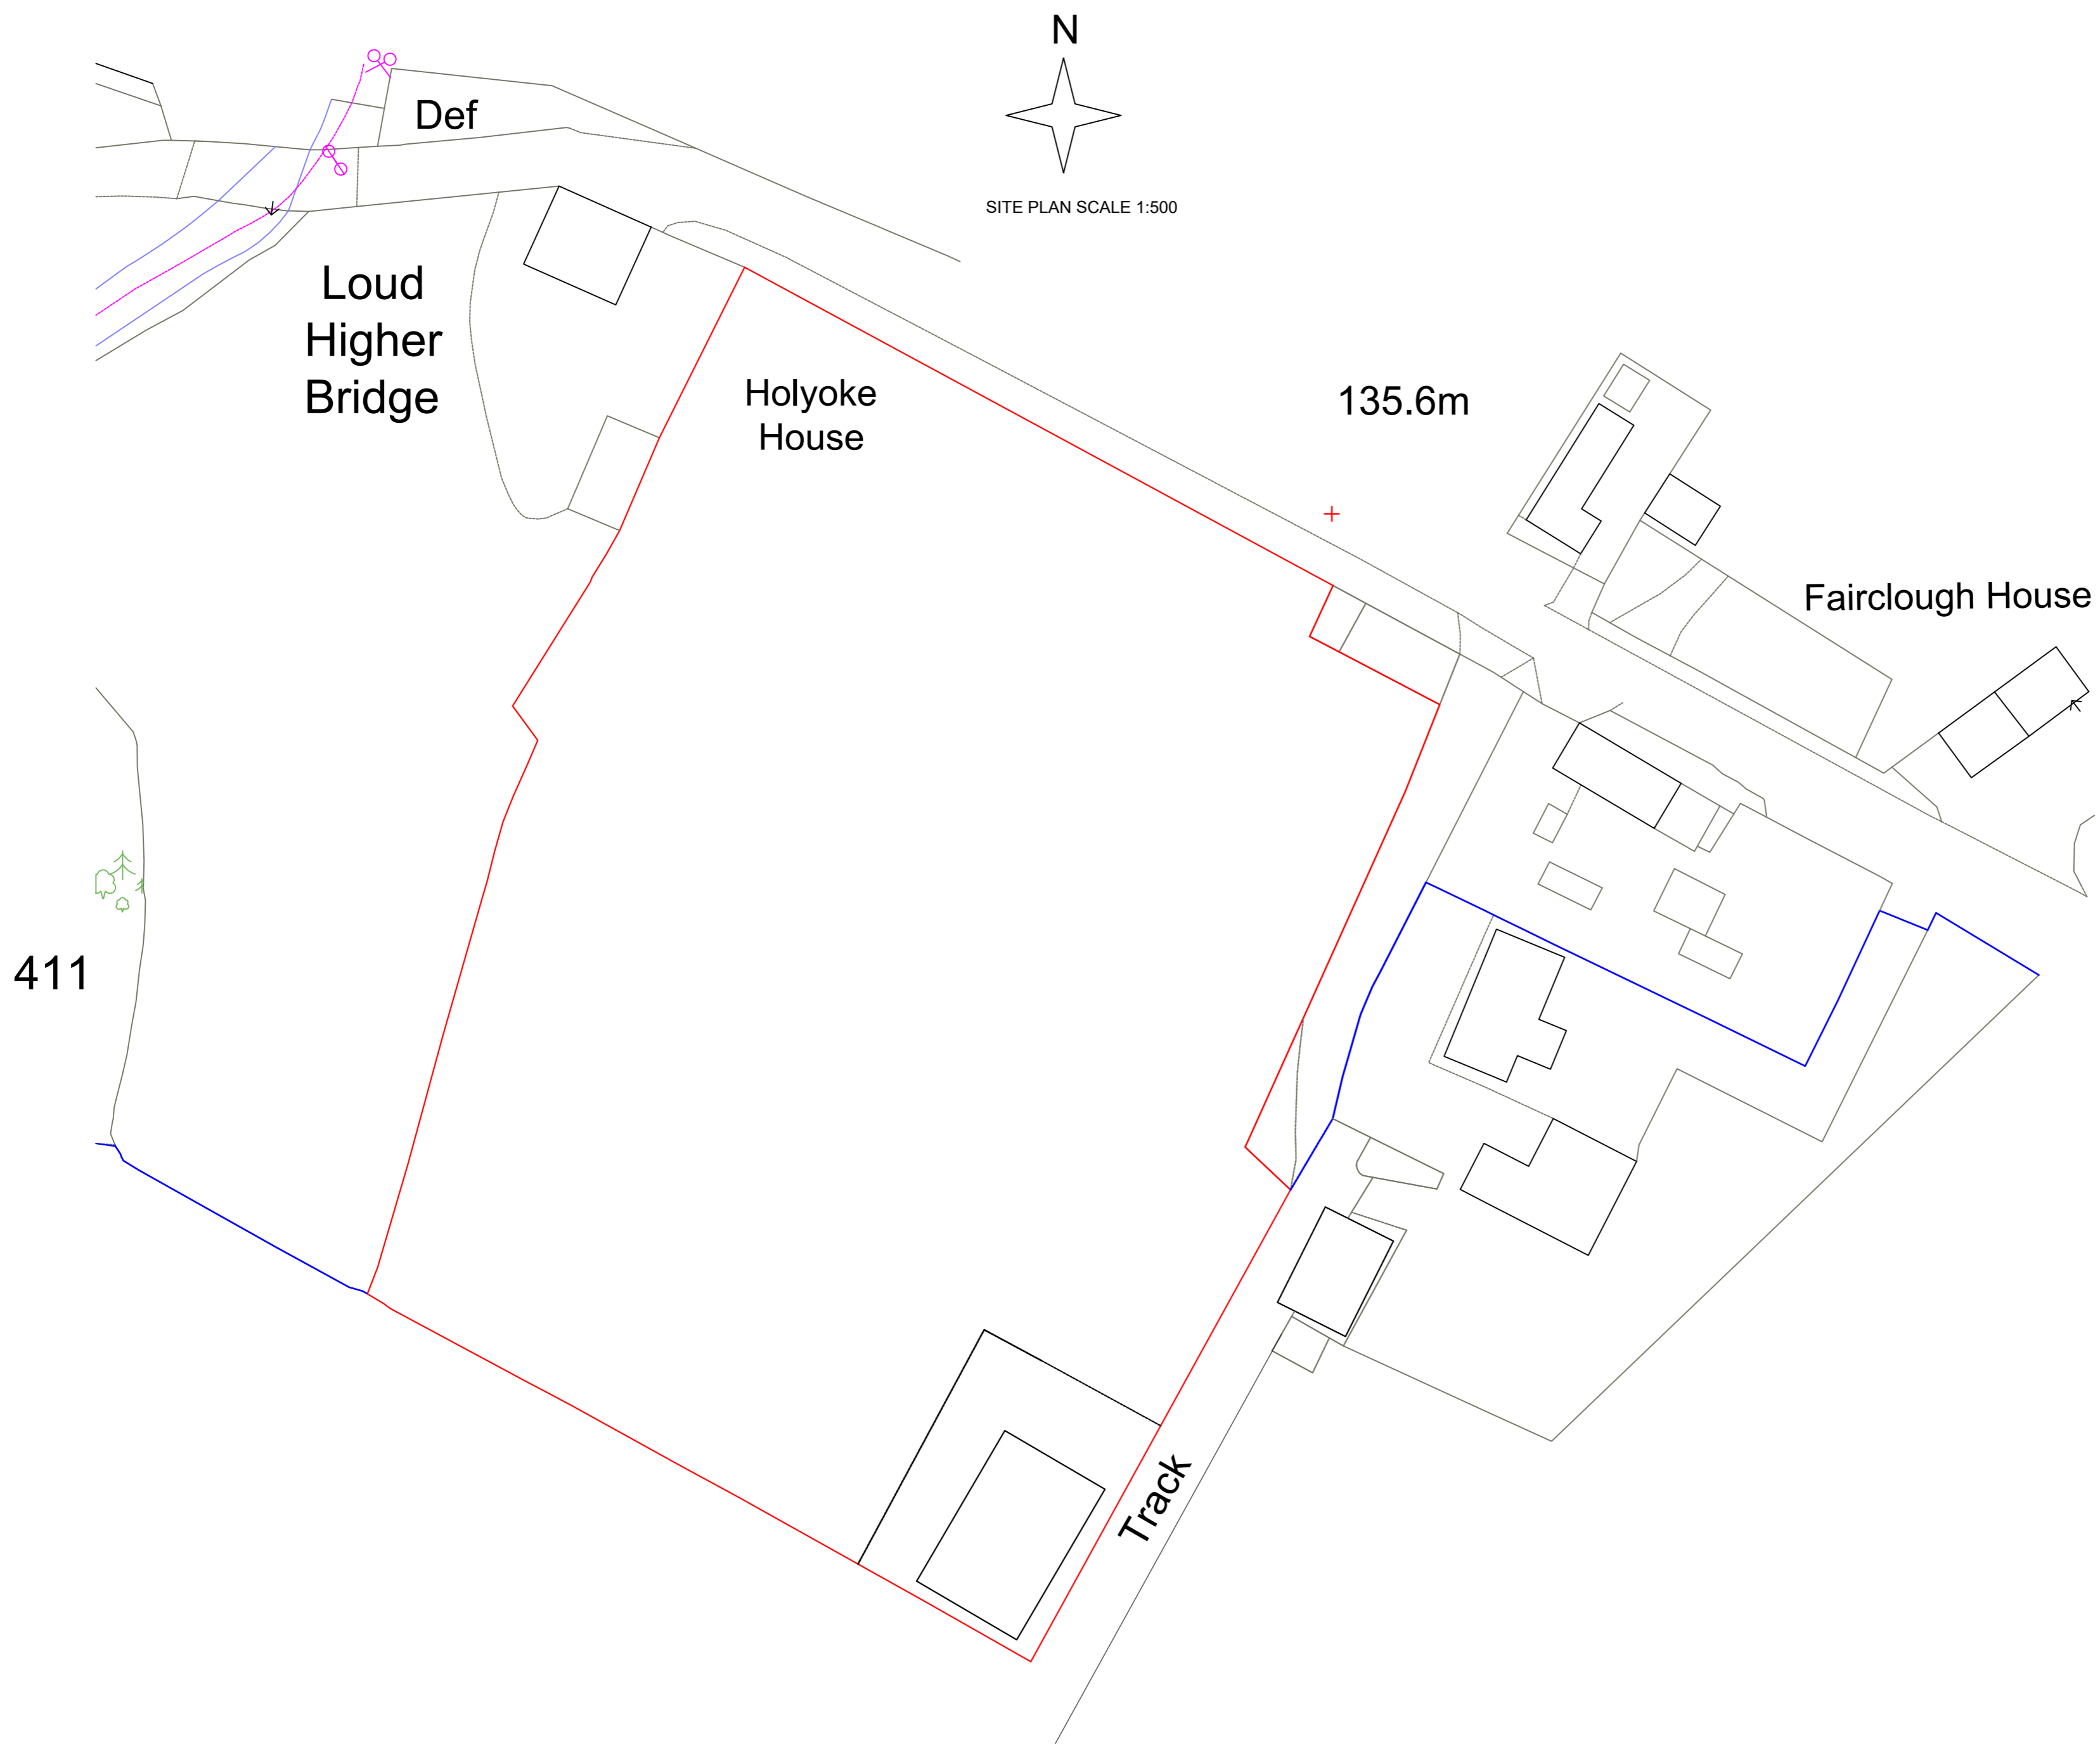 N
Def
SITE PLAN SCALE 1:500
Loud
Higher
Bridge
Holyoke
House
135.6m
Fairclough House
411
Track